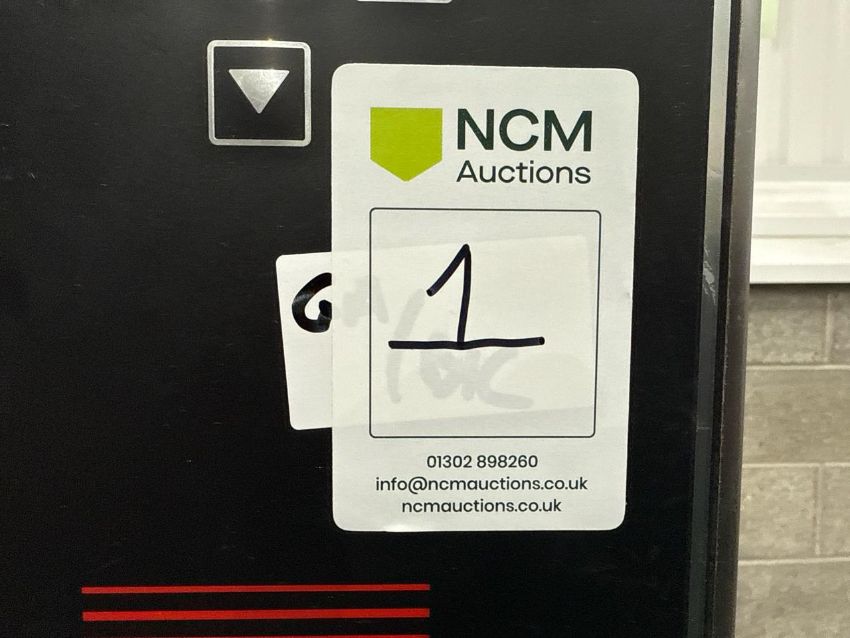 NCM
Auctions
1
01302 898260
info@ncmauctions.co.uk
ncmauctions.co.uk